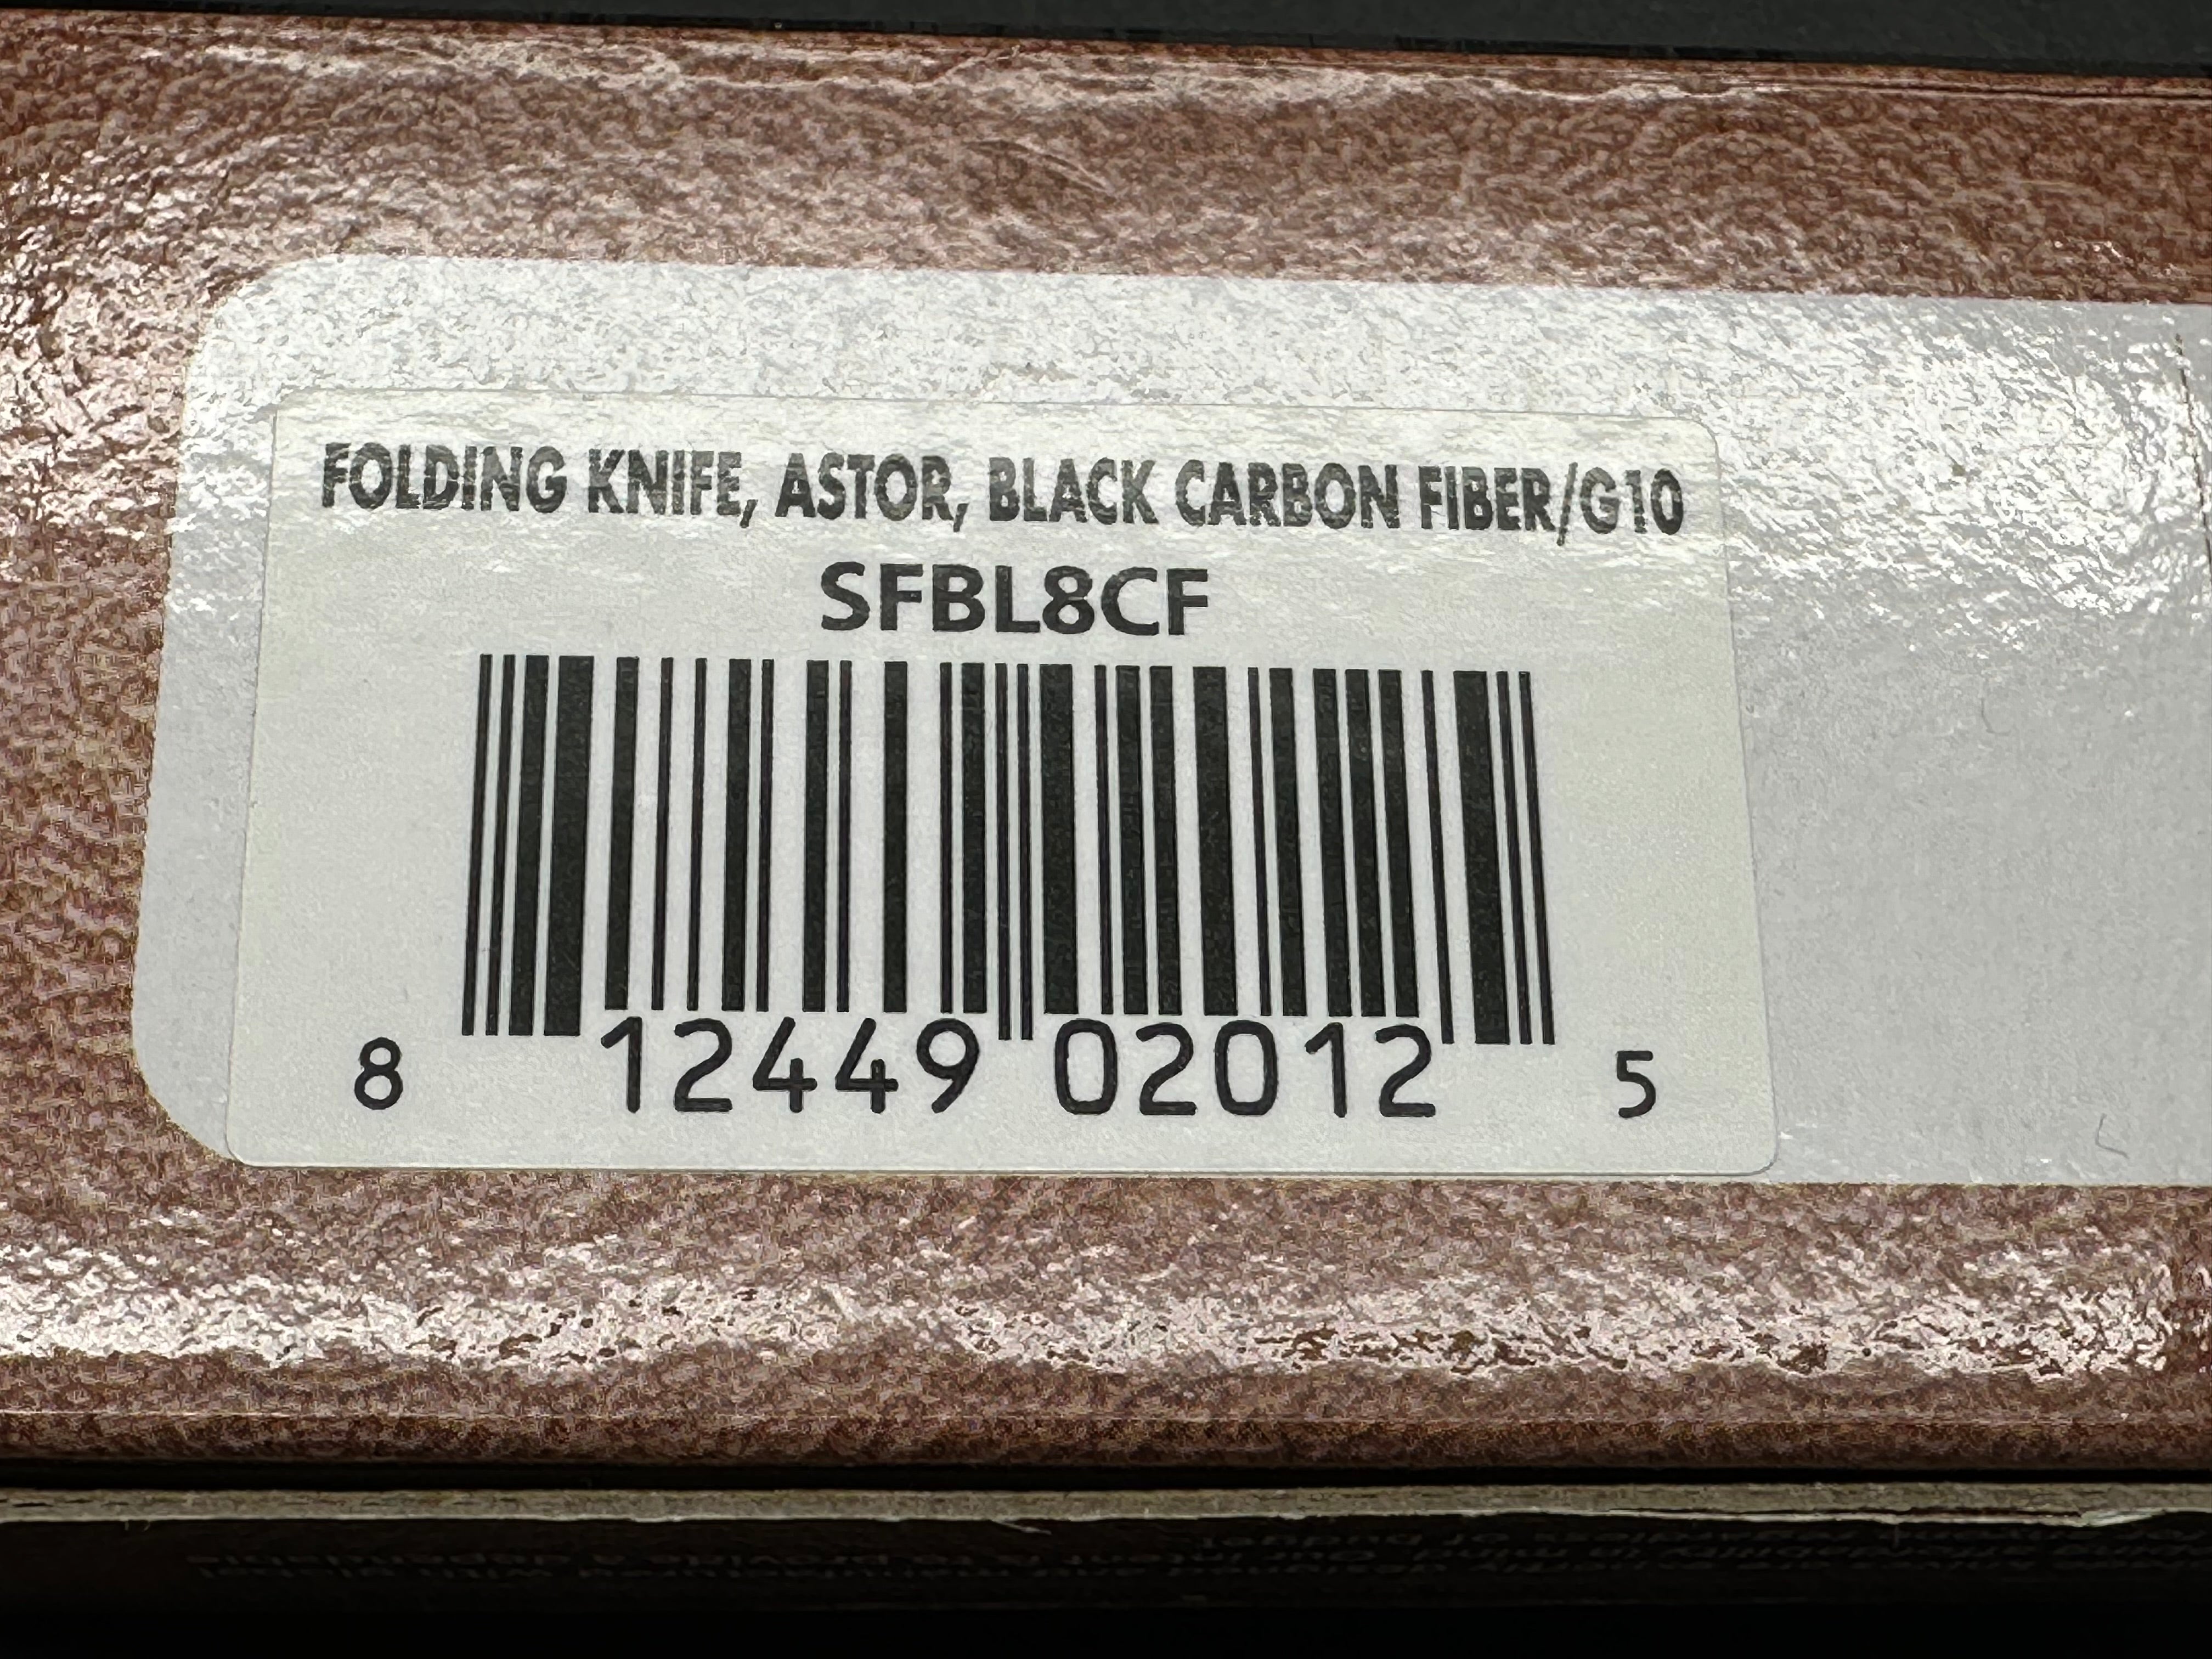 FOLDING KNIFE, ASTOR, BLACK CARBON FIBER/G10
SFBL8CF
8 12449 02012 5